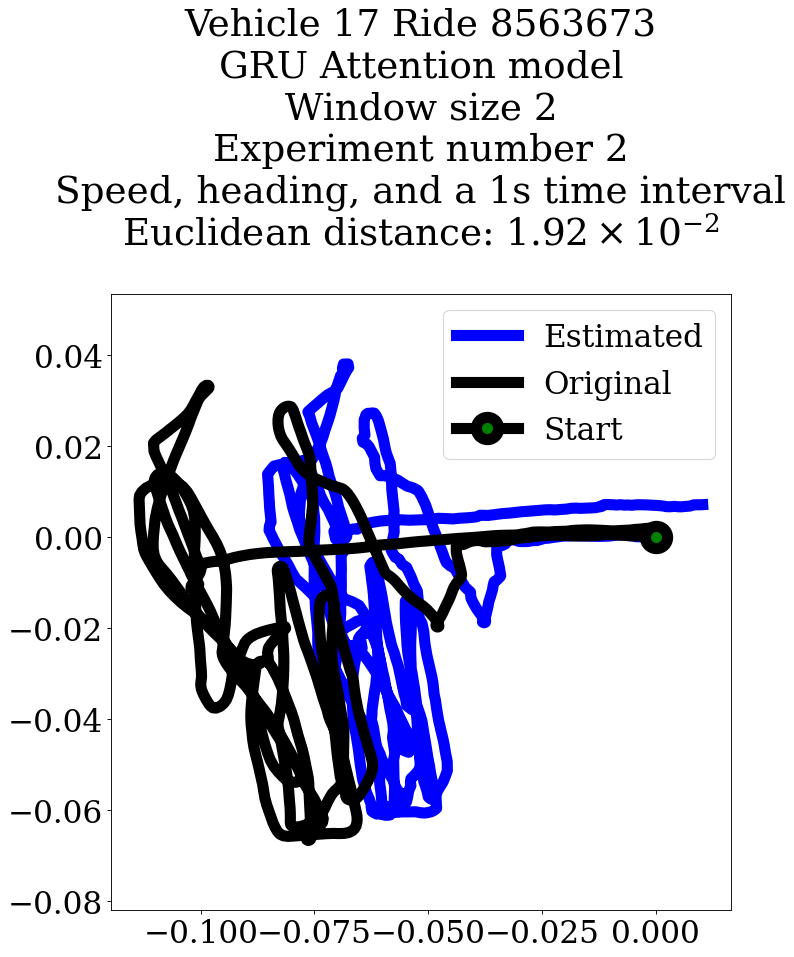 Vehicle 17 Ride 8563673
GRU Attention model
Window size 2
Experiment number 2
Speed, heading, and a 1s time interval
Euclidean distance: 1.92 × 10⁻²
Estimated
Original
Start
0.04
0.02
0.00
−0.02
−0.04
−0.06
−0.08
−0.100 −0.075 −0.050 −0.025 0.000